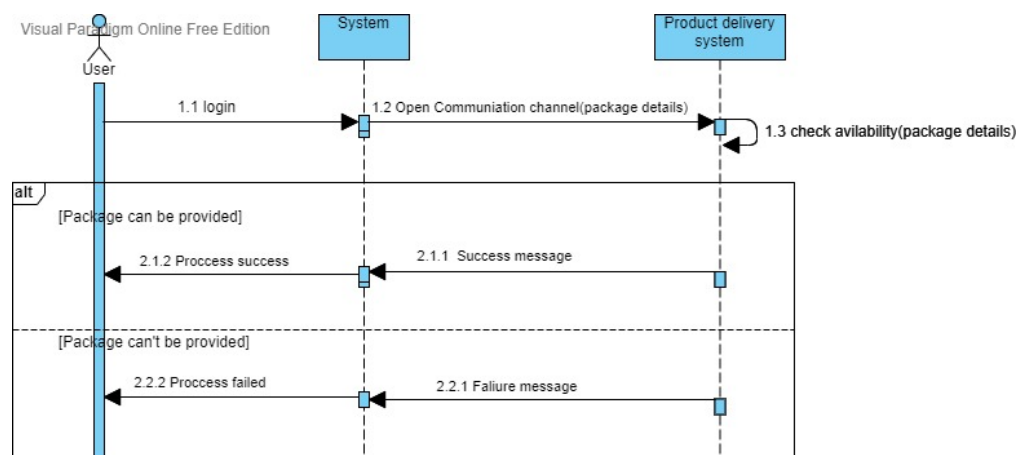 Visual Paradigm Online Free Edition
User
System
Product delivery
system
1.1 login
1.2 Open Communiation channel(package details)
1.3 check avilability(package details)
alt
[Package can be provided]
2.1.2 Proccess success
2.1.1 Success message
[Package can't be provided]
2.2.2 Proccess failed
2.2.1 Faliure message